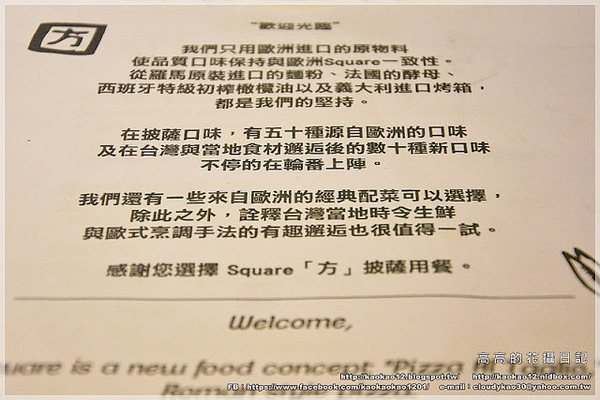 方
"歡迎光臨"
我們只用歐洲進口的原物料
使品質口味保持與歐洲Square一致性。
從羅馬原裝進口的麵粉、法國的酵母、
西班牙特級初榨橄欖油以及義大利進口烤箱，
都是我們的堅持。
在披薩口味，有五十種源自歐洲的口味
及在台灣與當地食材邂逅後的數十種新口味
不停的在輪番上陣。
我們還有一些來自歐洲的經典配菜可以選擇，
除此之外，詮釋台灣當地時令生鮮
與歐式烹調手法的有趣邂逅也很值得一試。
感謝您選擇 Square「方」披薩用餐。
Welcome,
is a new food concept "Pizza
高高的花攝日記
http://kaokao12.blogspot.tw/ http://kaokao12.nidbox.com/
FB：https://www.facebook.com/kaokaokao1201/ e-mail：cloudykao30@yahoo.com.tw